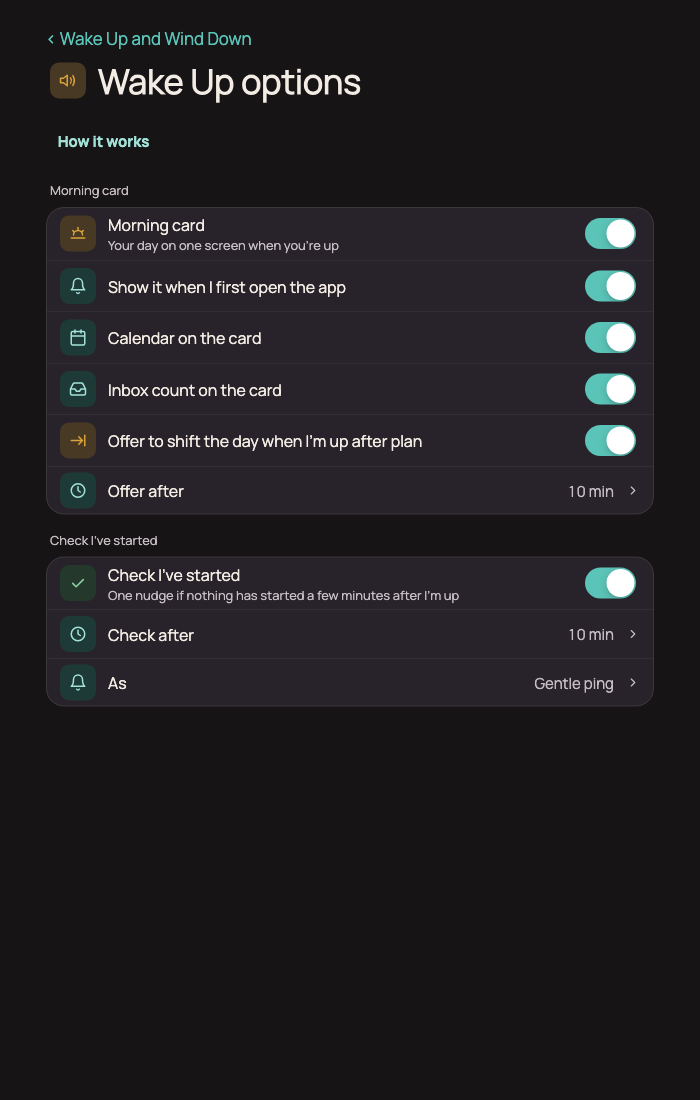 ‹ Wake Up and Wind Down
Wake Up options
How it works
Morning card
Morning card
Your day on one screen when you're up
Show it when I first open the app
Calendar on the card
Inbox count on the card
Offer to shift the day when I'm up after plan
Offer after 10 min
Check I've started
Check I've started
One nudge if nothing has started a few minutes after I'm up
Check after 10 min
As Gentle ping